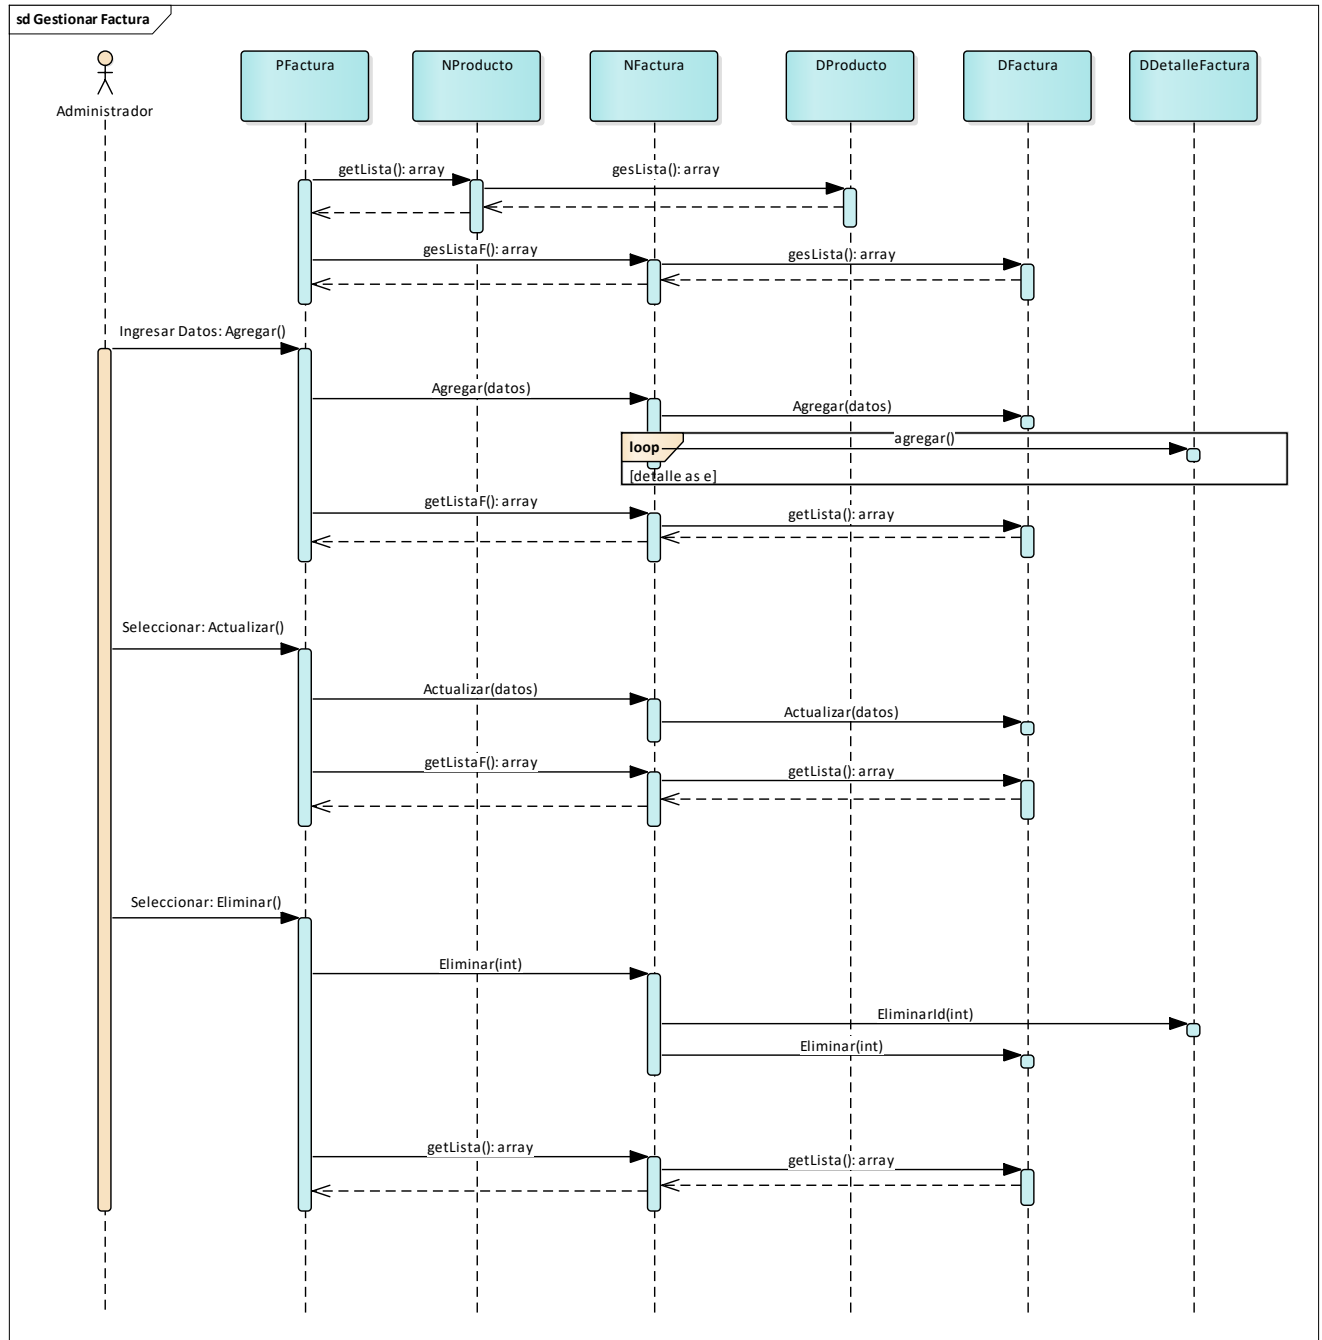 sd Gestionar Factura
Administrador
PFactura
NProducto
NFactura
DProducto
DFactura
DDetalleFactura
getLista(): array
gesLista(): array
gesListaF(): array
gesLista(): array
Ingresar Datos: Agregar()
Agregar(datos)
Agregar(datos)
agregar()
loop
[detalle as e]
getListaF(): array
getLista(): array
Seleccionar: Actualizar()
Actualizar(datos)
Actualizar(datos)
getListaF(): array
getLista(): array
Seleccionar: Eliminar()
Eliminar(int)
EliminarId(int)
Eliminar(int)
getLista(): array
getLista(): array